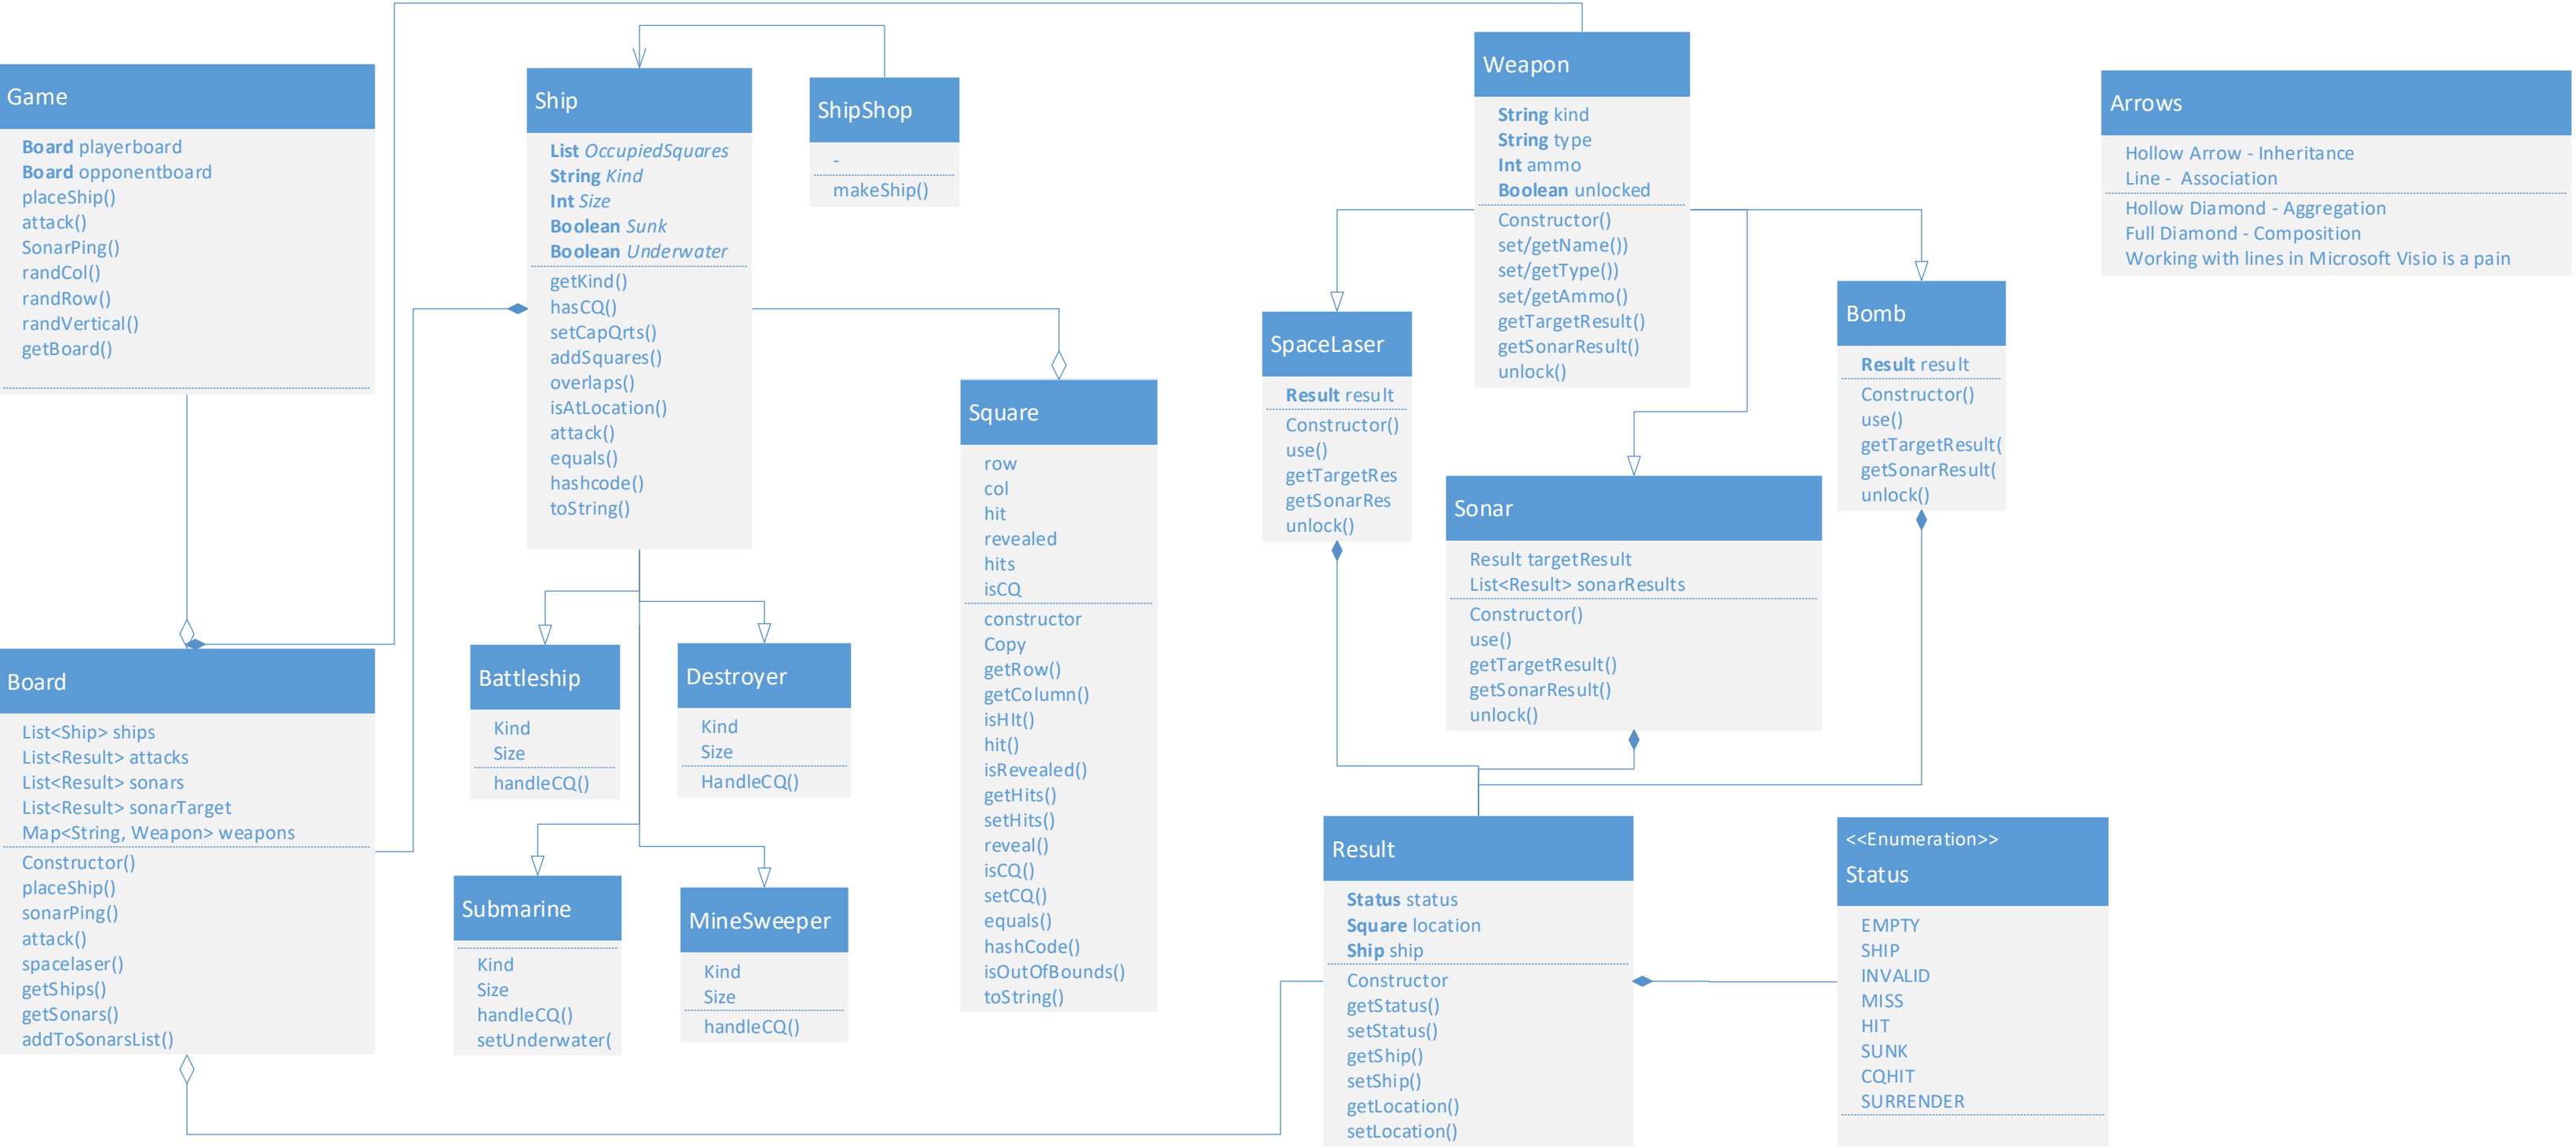 Game
Board playerboard
Board opponentboard
placeShip()
attack()
SonarPing()
randCol()
randRow()
randVertical()
getBoard()
Ship
List OccupiedSquares
String Kind
Int Size
Boolean Sunk
Boolean Underwater
getKind()
hasCQ()
setCapQrts()
addSquares()
overlaps()
isAtLocation()
attack()
equals()
hashcode()
toString()
ShipShop
-
makeShip()
Weapon
String kind
String type
Int ammo
Boolean unlocked
Constructor()
set/getName())
set/getType())
set/getAmmo()
getTargetResult()
getSonarResult()
unlock()
Arrows
Hollow Arrow - Inheritance
Line -  Association
Hollow Diamond - Aggregation
Full Diamond - Composition
Working with lines in Microsoft Visio is a pain
SpaceLaser
Result result
Constructor()
use()
getTargetRes
getSonarRes
unlock()
Bomb
Result result
Constructor()
use()
getTargetResult(
getSonarResult(
unlock()
Square
row
col
hit
revealed
hits
isCQ
constructor
Copy
getRow()
getColumn()
isHIt()
hit()
isRevealed()
getHits()
setHits()
reveal()
isCQ()
setCQ()
equals()
hashCode()
isOutOfBounds()
toString()
Sonar
Result targetResult
List<Result> sonarResults
Constructor()
use()
getTargetResult()
getSonarResult()
unlock()
Board
List<Ship> ships
List<Result> attacks
List<Result> sonars
List<Result> sonarTarget
Map<String, Weapon> weapons
Constructor()
placeShip()
sonarPing()
attack()
spacelaser()
getShips()
getSonars()
addToSonarsList()
Battleship
Kind
Size
handleCQ()
Destroyer
Kind
Size
HandleCQ()
Submarine
Kind
Size
handleCQ()
setUnderwater(
MineSweeper
Kind
Size
handleCQ()
Result
Status status
Square location
Ship ship
Constructor
getStatus()
setStatus()
getShip()
setShip()
getLocation()
setLocation()
<<Enumeration>>
Status
EMPTY
SHIP
INVALID
MISS
HIT
SUNK
CQHIT
SURRENDER